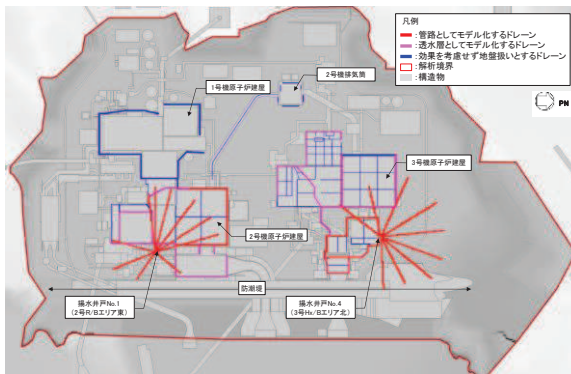 凡例
：管路としてモデル化するドレーン
：透水層としてモデル化するドレーン
：効果を考慮せず地盤扱いとするドレーン
：解析境界
：構造物
PN
2号機排気筒
1号機原子炉建屋
3号機原子炉建屋
2号機原子炉建屋
防潮堤
揚水井戸No.1
（2号R/Bエリア東）
揚水井戸No.4
（3号Hx/Bエリア北）